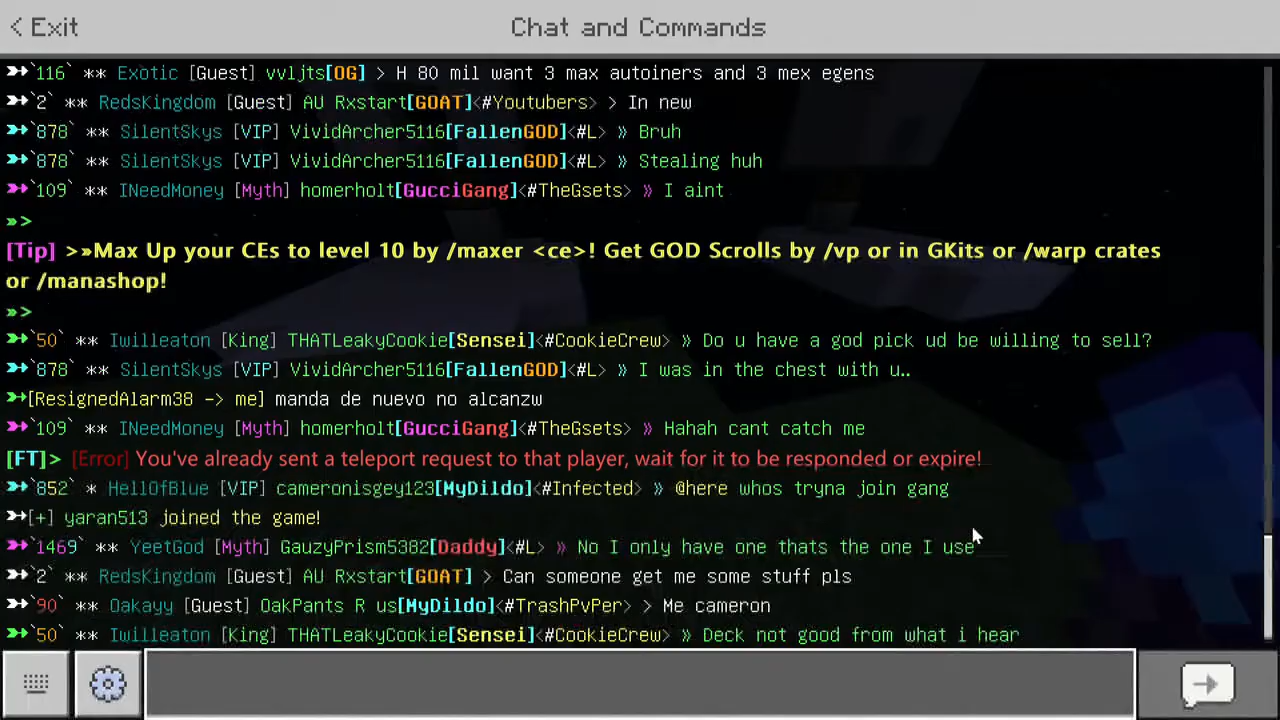 < Exit
Chat and Commands
➳`116` ** Exotic [Guest] vvljts[OG] > H 80 mil want 3 max autoiners and 3 mex egens
➳`2` ** RedsKingdom [Guest] AU Rxstart[GOAT]<#Youtubers> > In new
➳`878` ** SilentSkys [VIP] VividArcher5116[FallenGOD]<#L> » Bruh
➳`878` ** SilentSkys [VIP] VividArcher5116[FallenGOD]<#L> » Stealing huh
➳`109` ** INeedMoney [Myth] homerholt[GucciGang]<#TheGsets> » I aint
»>
[Tip] >»Max Up your CEs to level 10 by /maxer <ce>! Get GOD Scrolls by /vp or in GKits or /warp crates
or /manashop!
»>
➳`50` ** Iwilleaton [King] THATLeakyCookie[Sensei]<#CookieCrew> » Do u have a god pick ud be willing to sell?
➳`878` ** SilentSkys [VIP] VividArcher5116[FallenGOD]<#L> » I was in the chest with u..
➳[ResignedAlarm38 -> me] manda de nuevo no alcanzw
➳`109` ** INeedMoney [Myth] homerholt[GucciGang]<#TheGsets> » Hahah cant catch me
[FT]> [Error] You've already sent a teleport request to that player, wait for it to be responded or expire!
➳`852` * HellOfBlue [VIP] cameronisgey123[MyDildo]<#Infected> » @here whos tryna join gang
➳[+] yaran513 joined the game!
➳`1469` ** YeetGod [Myth] GauzyPrism5382[Daddy]<#L> » No I only have one thats the one I use
➳`2` ** RedsKingdom [Guest] AU Rxstart[GOAT] > Can someone get me some stuff pls
➳`90` ** Oakayy [Guest] OakPants R us[MyDildo]<#TrashPvPer> > Me cameron
➳`50` ** Iwilleaton [King] THATLeakyCookie[Sensei]<#CookieCrew> » Deck not good from what i hear